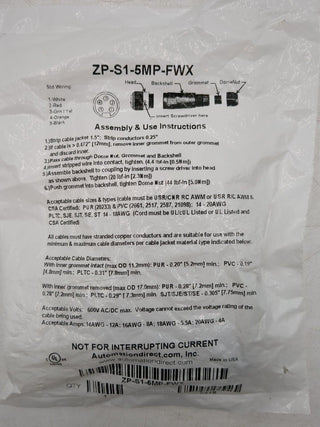 ZP-S1-5MP-FWX
Std Wiring
Head
Backshell
Grommet
DomeNut
1-White
2-Red
4-Orange
5-Black
Insert Screwdriver Here
Assembly & Use Instructions
1.)Strip cable jacket 1.5", Strip conductors 0.25"
2.)If cable is > 0.472 [12mm], remove inner grommet from outer grommet
and discard inner.
3.)Pass cable through Dome Nut, Grommet and Backshell
4.)Insert stripped wire into contact, tighten (4.4 lbf-in [0.5Nm])
5.)Assemble backshell to coupling by inserting a screw driver into head
as shown above. Tighten (20 lbf-in [2.3Nm])
6.)Push grommet into backshell, tighten Dome Nut (44 lbf-in [5.0Nm])
Acceptable cable sizes & types (cable must be UR/CSA R/C AWM or UR/CSA R/C AWM &
CSA Certified) PUR (20233) & PVC (2661, 2517, 2587, 21098): 14 - 20AWG
PLTC, SJE, SJT, SE, ST 14 - 18AWG (Cord must be UL/cUL Listed or UL Listed and
CSA Certified)
All cables must have stranded copper conductors and are suitable for use with the
minimum & maximum cable diameters per cable jacket material type indicated below:
Acceptable Cable Diameters:
With inner grommet intact (max OD 11.2mm): PUR - 0.20" [5.2mm] min.; PVC - 0.19"
[4.8mm] min.; PLTC - 0.31" [7.8mm] min.
With inner grommet removed (max OD 17.0mm): PUR - 0.28" [7.2mm] min.; PVC -
0.28" [7.2mm] min.; PLTC - 0.29" [7.3mm] min.
SJT/SJE/ST/SE - 0.305" [7.75mm] min.
Acceptable Volts: 600V AC/DC max. Voltage cannot exceed the voltage rating of the
cable being used.
Acceptable Amps:14AWG - 12A; 16AWG - 8A; 18AWG - 5.5A; 20AWG - 4A
NOT FOR INTERRUPTING CURRENT
Automationdirect.com, Inc.
www.automationdirect.com
Made in USA
UL
LISTED
QTY
ZP-S1-5MP-FWX